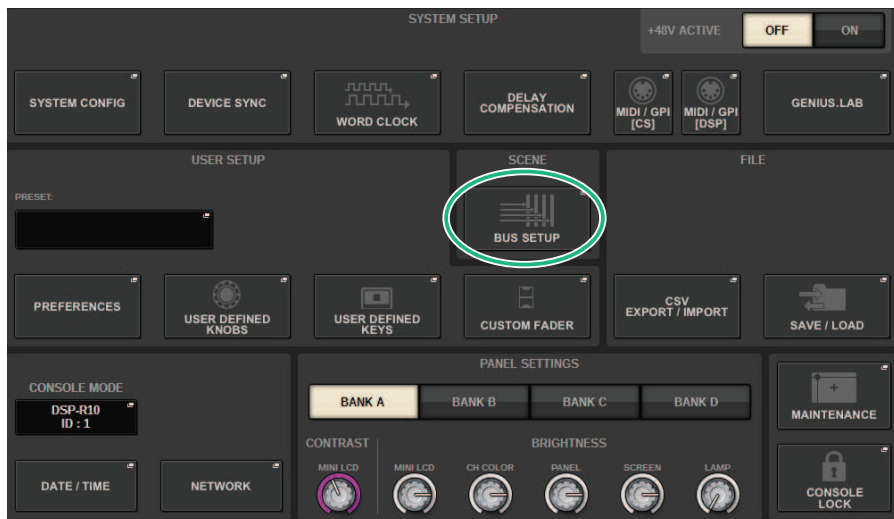 SYSTEM SETUP
+48V ACTIVE
OFF
ON
SYSTEM CONFIG
DEVICE SYNC
WORD CLOCK
DELAY
COMPENSATION
MIDI / GPI
[CS]
MIDI / GPI
[DSP]
GENIUS.LAB
USER SETUP
SCENE
FILE
PRESET:
BUS SETUP
PREFERENCES
USER DEFINED
KNOBS
USER DEFINED
KEYS
CUSTOM FADER
CSV
EXPORT / IMPORT
SAVE / LOAD
CONSOLE MODE
DSP-R10
ID : 1
DATE / TIME
NETWORK
PANEL SETTINGS
BANK A
BANK B
BANK C
BANK D
CONTRAST
BRIGHTNESS
MINI LCD
MINI LCD
CH COLOR
PANEL
SCREEN
LAMP
MAINTENANCE
CONSOLE
LOCK